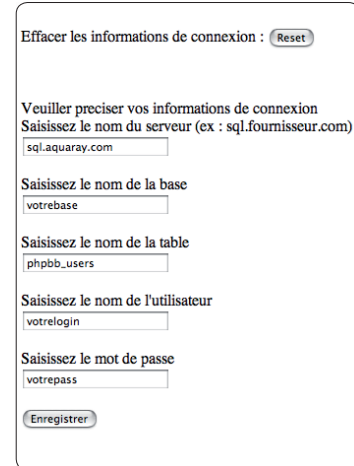 Effacer les informations de connexion : Reset
Veuiller preciser vos informations de connexion
Saisissez le nom du serveur (ex : sql.fournisseur.com)
sql.aquaray.com
Saisissez le nom de la base
votrebase
Saisissez le nom de la table
phpbb_users
Saisissez le nom de l'utilisateur
votrelogin
Saisissez le mot de passe
votrepass
Enregistrer